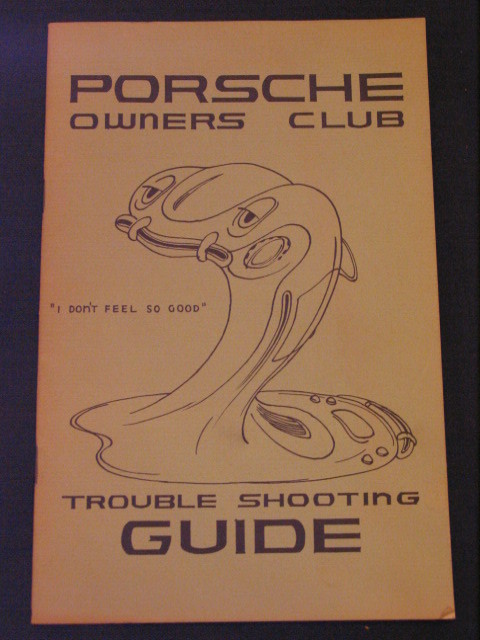 PORSCHE
OWNERS CLUB
"I DON'T FEEL SO GOOD"
TROUBLE SHOOTING
GUIDE